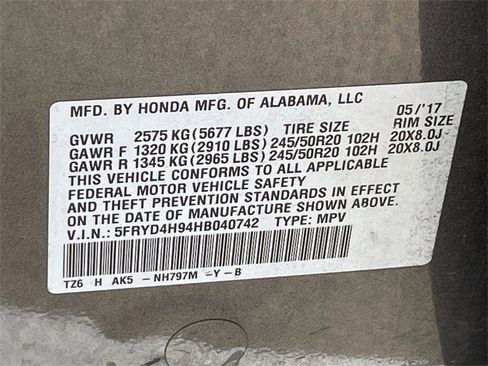 MFD. BY HONDA MFG. OF ALABAMA, LLC 05/'17
GVWR 2575 KG(5677 LBS) TIRE SIZE RIM SIZE
GAWR F 1320 KG(2910 LBS)245/50R20 102H 20X8.0J
GAWR R 1345 KG(2965 LBS)245/50R20 102H 20X8.0J
THIS VEHICLE CONFORMS TO ALL APPLICABLE
FEDERAL MOTOR VEHICLE SAFETY
AND THEFT PREVENTION STANDARDS IN EFFECT
ON THE DATE OF MANUFACTURE SHOWN ABOVE.
V.I.N.: 5FRYD4H94HB040742 TYPE: MPV
TZ6 H AK5 -NH797M -Y-B